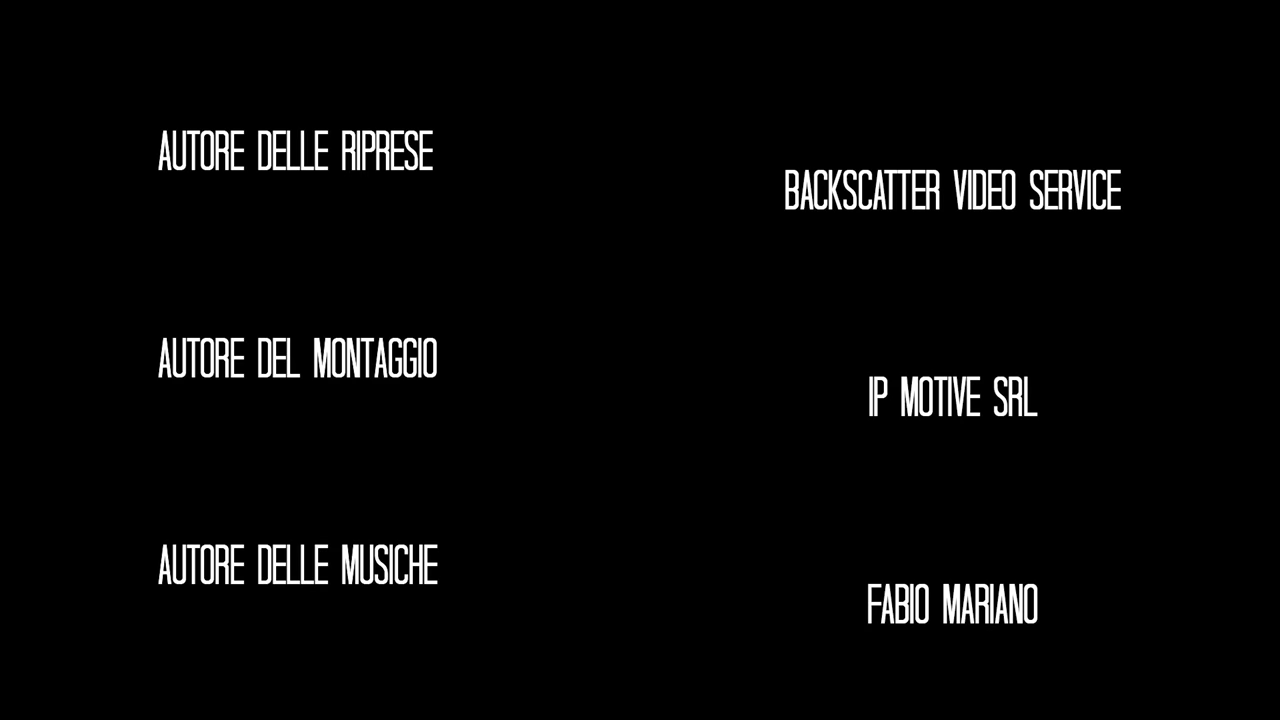 AUTORE DELLE RIPRESE
BACKSCATTER VIDEO SERVICE
AUTORE DEL MONTAGGIO
IP MOTIVE SRL
AUTORE DELLE MUSICHE
FABIO MARIANO